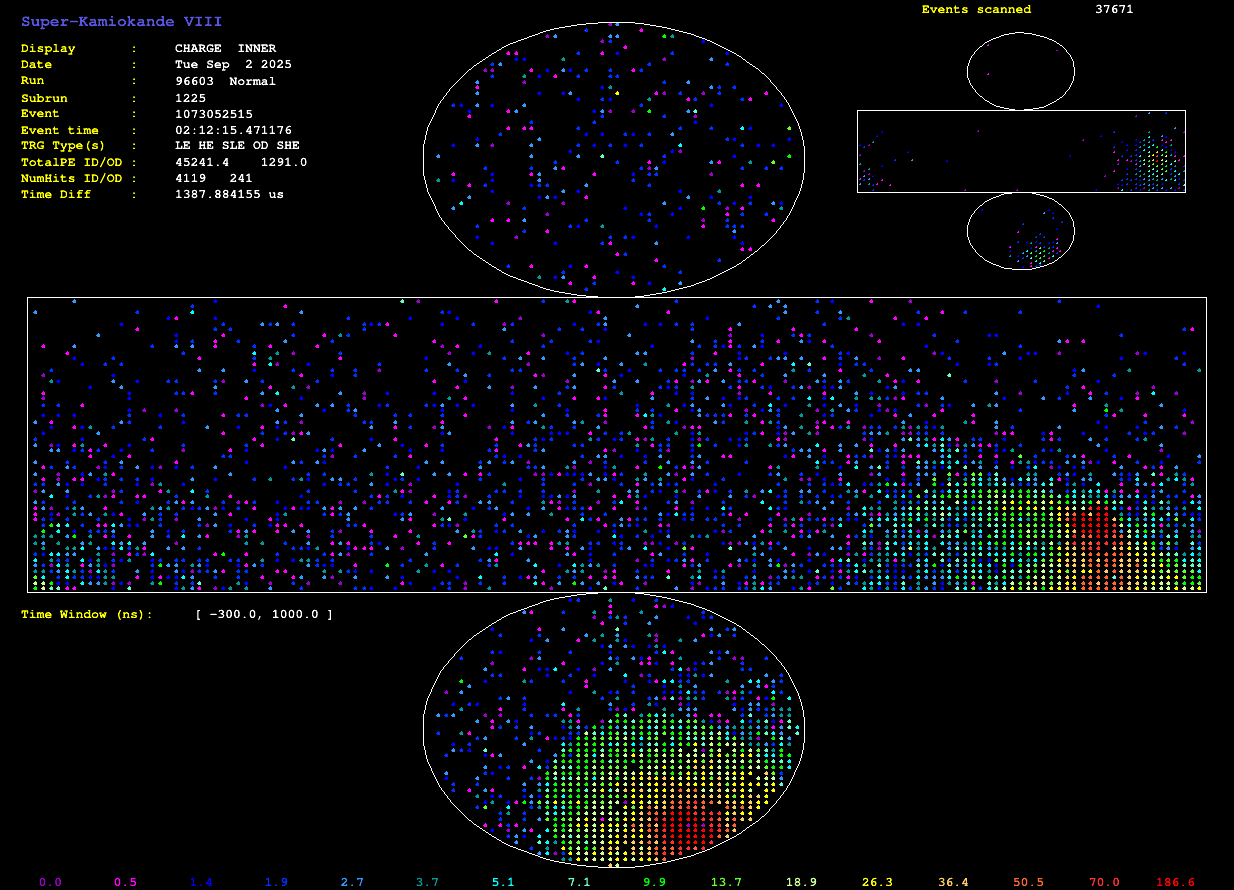 Super-Kamiokande VIII
Display : CHARGE INNER
Date : Tue Sep 2 2025
Run : 96603 Normal
Subrun : 1225
Event : 1073052515
Event time : 02:12:15.471176
TRG Type(s) : LE HE SLE OD SHE
TotalPE ID/OD : 45241.4 1291.0
NumHits ID/OD : 4119 241
Time Diff : 1387.884155 us
Events scanned 37671
Time Window (ns): [ -300.0, 1000.0 ]
0.0 0.5 1.4 1.9 2.7 3.7 5.1 7.1 9.9 13.7 18.9 26.3 36.4 50.5 70.0 186.6